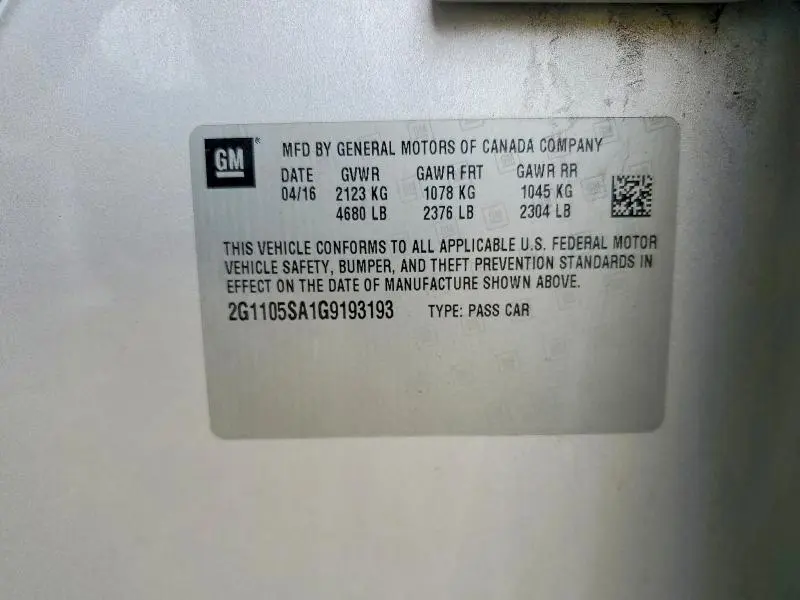 GM®
MFD BY GENERAL MOTORS OF CANADA COMPANY
DATE GVWR GAWR FRT GAWR RR
04/16 2123 KG 1078 KG 1045 KG
4680 LB 2376 LB 2304 LB
THIS VEHICLE CONFORMS TO ALL APPLICABLE U.S. FEDERAL MOTOR
VEHICLE SAFETY, BUMPER, AND THEFT PREVENTION STANDARDS IN
EFFECT ON THE DATE OF MANUFACTURE SHOWN ABOVE.
2G1105SA1G9193193 TYPE: PASS CAR